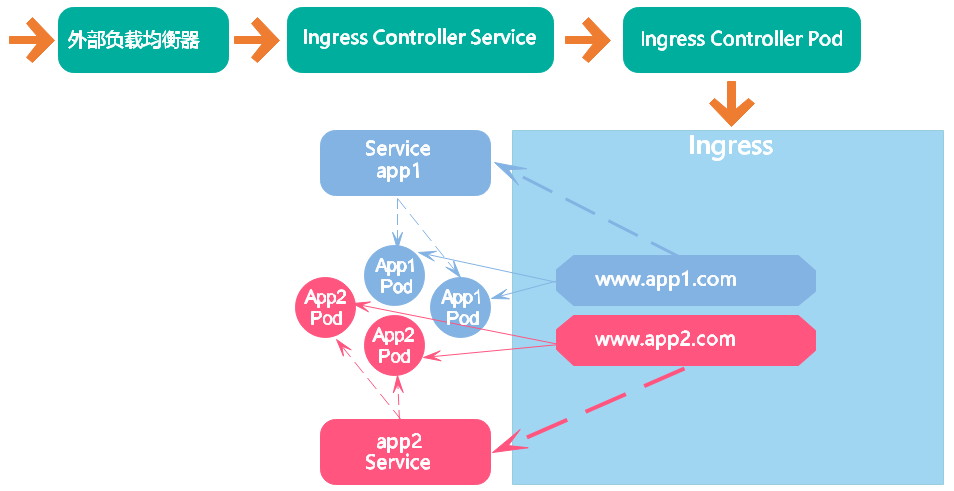 外部负载均衡器
Ingress Controller Service
Ingress Controller Pod
Ingress
Service
app1
App1
Pod
App1
Pod
App2
Pod
App2
Pod
www.app1.com
www.app2.com
app2
Service